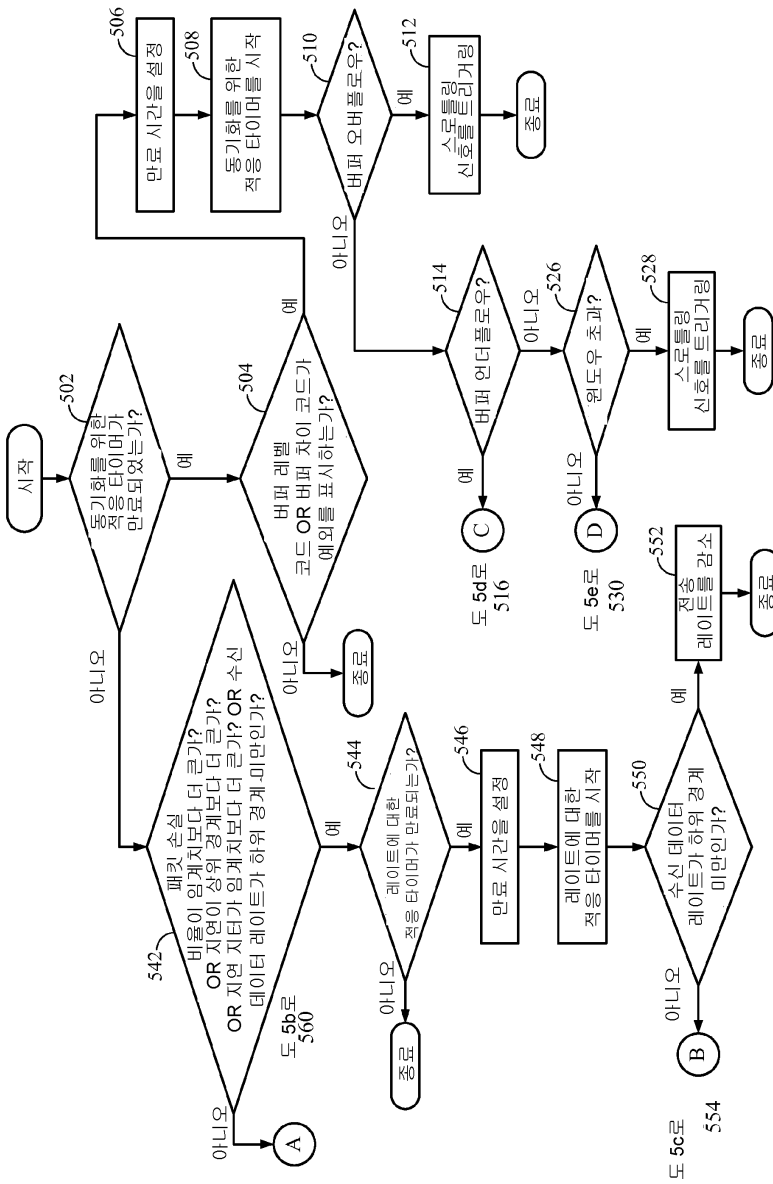 시작
502
동기화를 위한
적응 타이머가
만료되었는가?
아니오
예
504
버퍼 레벨
코드 OR 버퍼 차이 코드가
예외를 표시하는가?
아니오
예
종료
506
만료 시간을 설정
508
동기화를 위한
적응 타이머를 시작
510
버퍼 오버플로우?
아니오
예
512
스로틀링
신호를 트리거링
종료
514
버퍼 언더플로우?
예
아니오
C
도 5d로
516
526
윈도우 초과?
아니오
예
D
도 5e로
530
528
스로틀링
신호를 트리거링
종료
542
패킷 손실
비율이 임계치보다 더 큰가?
OR 지연이 상위 경계보다 더 큰가?
OR 지연 지터가 임계치보다 더 큰가? OR 수신
데이터 레이트가 하위 경계 미만인가?
아니오
예
A
도 5b로
560
544
레이트에 대한
적응 타이머가 만료되는가?
아니오
예
종료
546
만료 시간을 설정
548
레이트에 대한
적응 타이머를 시작
550
수신 데이터
레이트가 하위 경계
미만인가?
아니오
예
B
도 5c로
554
552
전송
레이트를 감소
종료